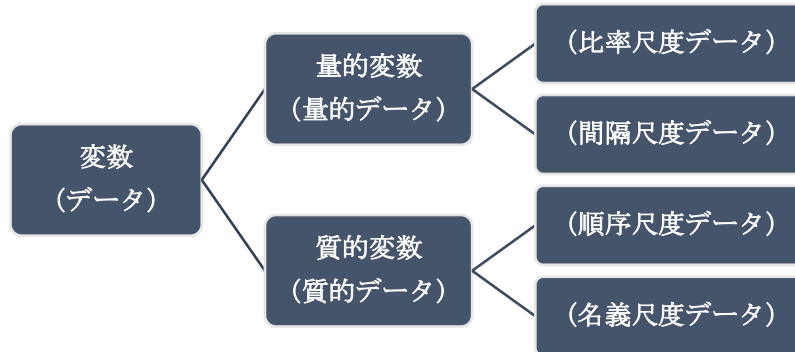 変数
（データ）
量的変数
（量的データ）
質的変数
（質的データ）
（比率尺度データ）
（間隔尺度データ）
（順序尺度データ）
（名義尺度データ）